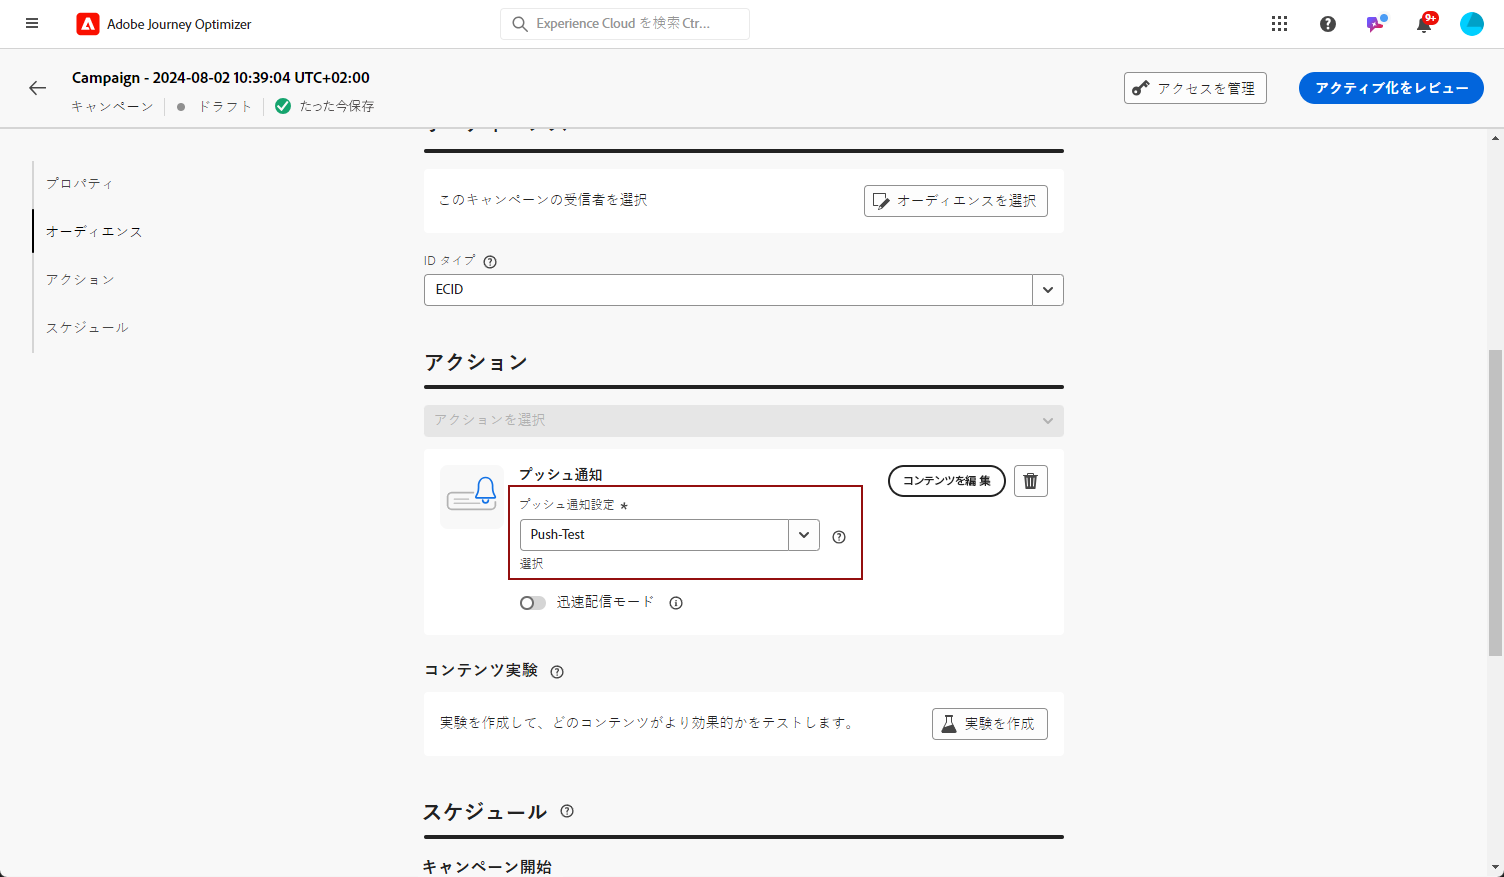 Adobe Journey Optimizer
Experience Cloud を検索 Ctr...
9+
Campaign - 2024-08-02 10:39:04 UTC+02:00
キャンペーン
ドラフト
たった今保存
アクセスを管理
アクティブ化をレビュー
プロパティ
オーディエンス
アクション
スケジュール
オーディエンス
このキャンペーンの受信者を選択
オーディエンスを選択
ID タイプ
ECID
アクション
アクションを選択
プッシュ通知
コンテンツを編集
プッシュ通知設定 *
Push-Test
選択
迅速配信モード
コンテンツ実験
実験を作成して、どのコンテンツがより効果的かをテストします。
実験を作成
スケジュール
キャンペーン開始